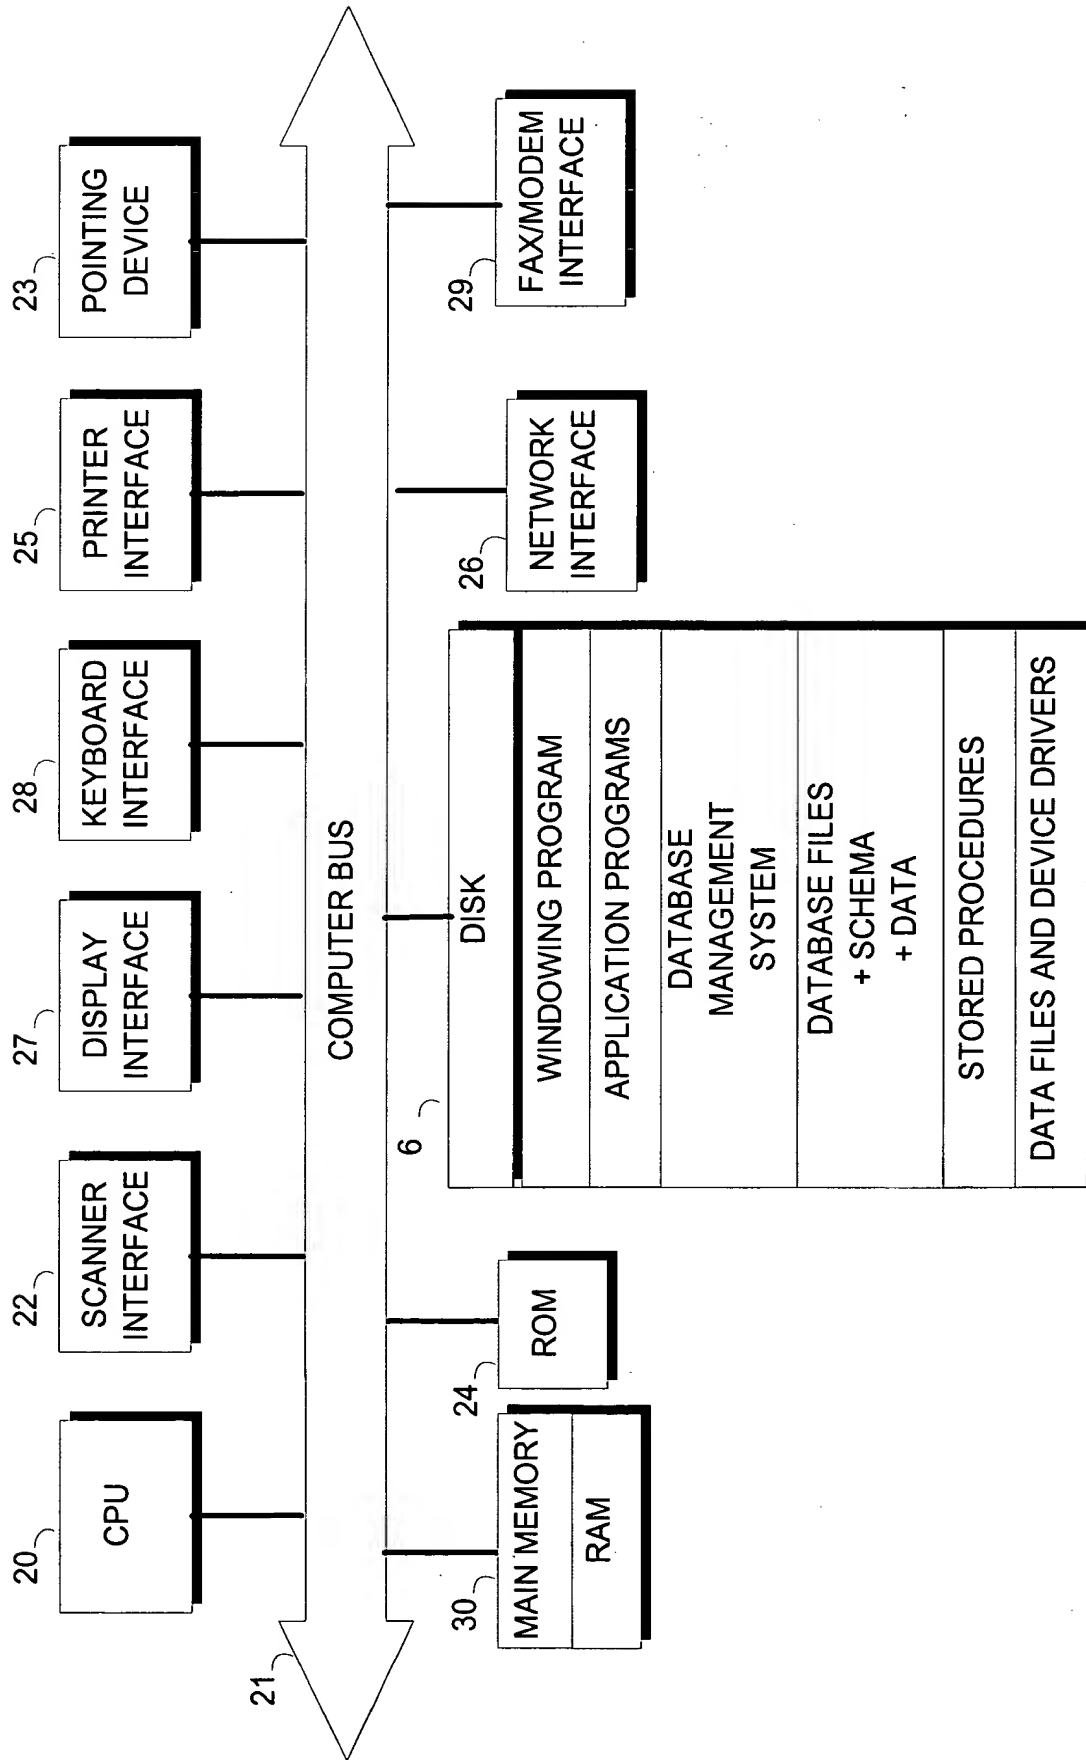 20
CPU
22
SCANNER
INTERFACE
27
DISPLAY
INTERFACE
28
KEYBOARD
INTERFACE
25
PRINTER
INTERFACE
23
POINTING
DEVICE
21
COMPUTER BUS
30
MAIN MEMORY
RAM
24
ROM
6
DISK
WINDOWING PROGRAM
APPLICATION PROGRAMS
DATABASE
MANAGEMENT
SYSTEM
DATABASE FILES
+ SCHEMA
+ DATA
STORED PROCEDURES
DATA FILES AND DEVICE DRIVERS
26
NETWORK
INTERFACE
29
FAX/MODEM
INTERFACE